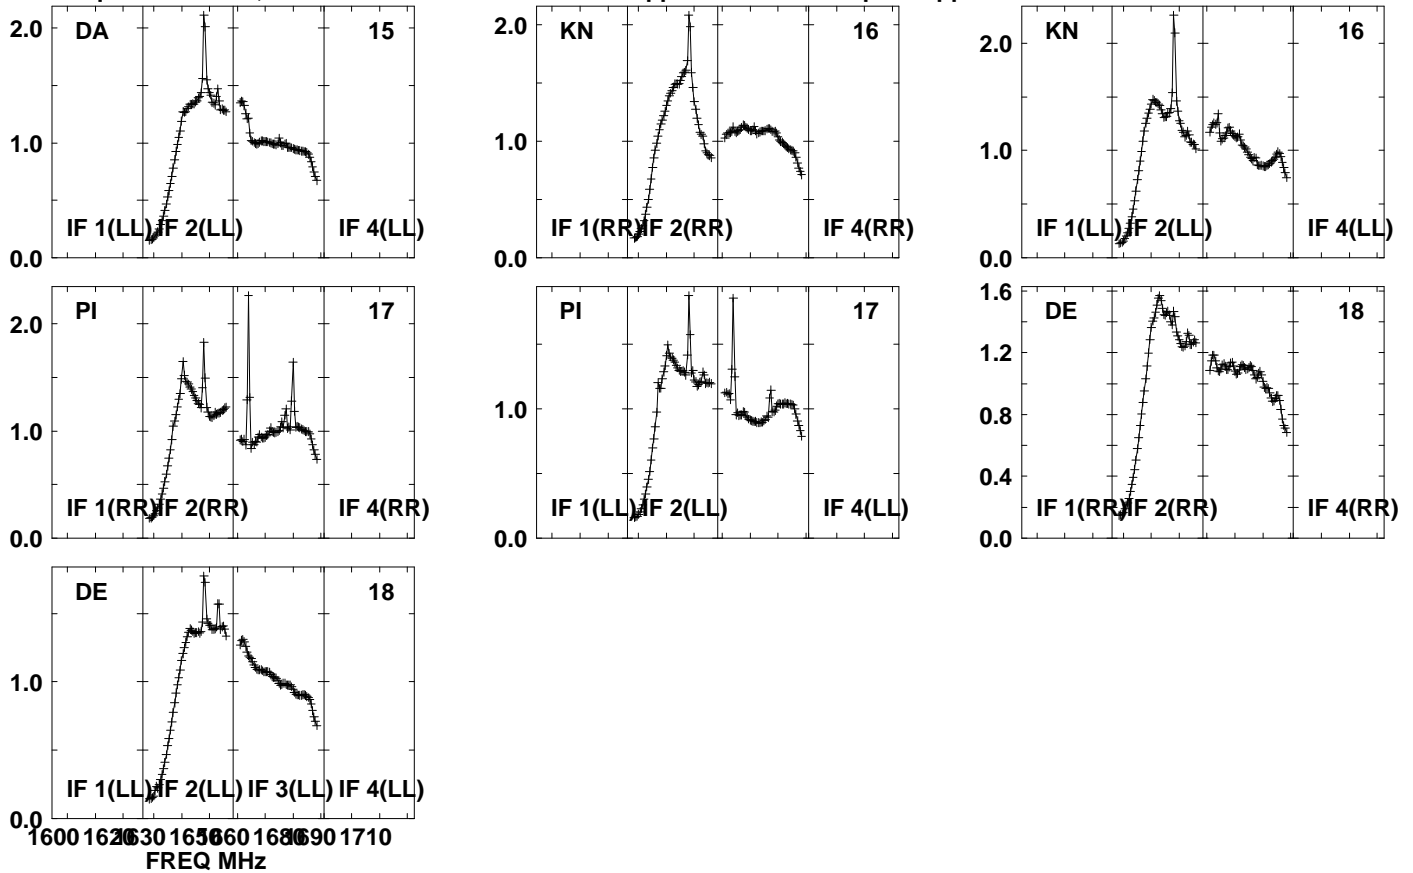 DA 15
2.0
1.0
0.0
IF 1(LL) IF 2(LL) IF 4(LL)
KN 16
2.0
1.0
0.0
IF 1(RR) IF 2(RR) IF 4(RR)
KN 16
2.0
1.0
0.0
IF 1(LL) IF 2(LL) IF 4(LL)
PI 17
2.0
1.0
0.0
IF 1(RR) IF 2(RR) IF 4(RR)
PI 17
1.0
0.0
IF 1(LL) IF 2(LL) IF 4(LL)
DE 18
1.6
1.2
0.8
0.4
0.0
IF 1(RR) IF 2(RR) IF 4(RR)
DE 18
1.0
0.0
IF 1(LL) IF 2(LL) IF 3(LL) IF 4(LL)
1600 1620 1630 1650 1660 1680 1690 1710
FREQ MHz